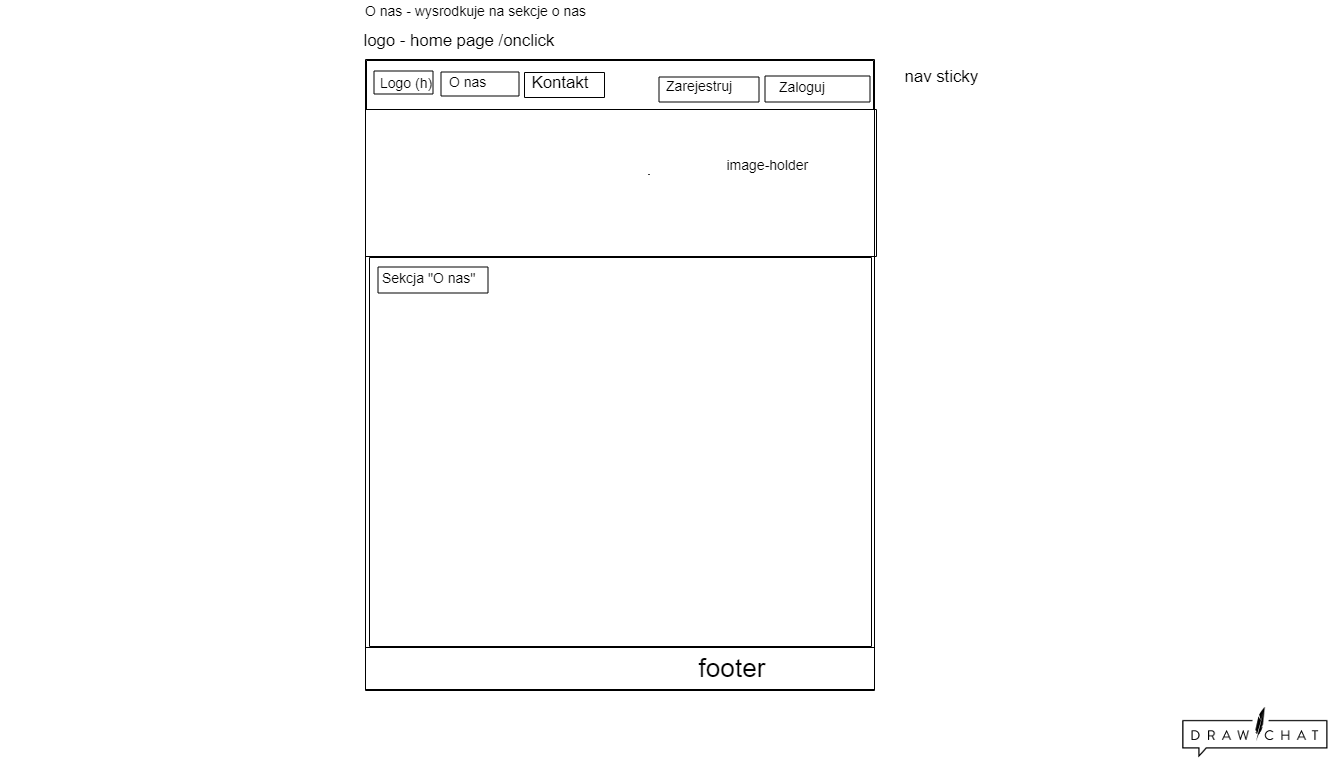 O nas - wysrodkuje na sekcje o nas
logo - home page /onclick
Logo (h) O nas Kontakt Zarejestruj Zaloguj nav sticky
image-holder
Sekcja "O nas"
footer
DRAW CHAT